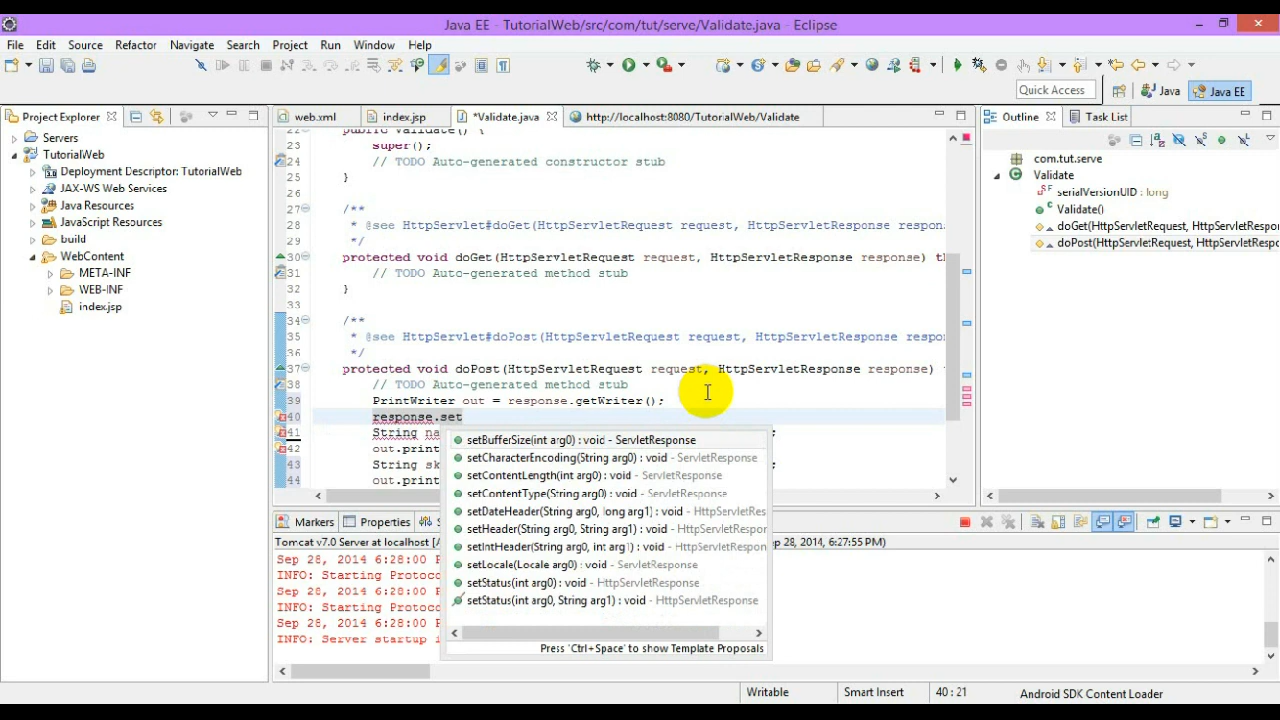 Java EE - TutorialWeb/src/com/tut/serve/Validate.java - Eclipse
File Edit Source Refactor Navigate Search Project Run Window Help
Quick Access Java Java EE
Project Explorer
Servers
TutorialWeb
Deployment Descriptor: TutorialWeb
JAX-WS Web Services
Java Resources
JavaScript Resources
build
WebContent
META-INF
WEB-INF
index.jsp
web.xml index.jsp *Validate.java http://localhost:8080/TutorialWeb/Validate
22 public Validate() {
23 super();
24 // TODO Auto-generated constructor stub
25 }
26
27 /**
28 * @see HttpServlet#doGet(HttpServletRequest request, HttpServletResponse respon
29 */
30 protected void doGet(HttpServletRequest request, HttpServletResponse response) th
31 // TODO Auto-generated method stub
32 }
33
34 /**
35 * @see HttpServlet#doPost(HttpServletRequest request, HttpServletResponse respo
36 */
37 protected void doPost(HttpServletRequest request, HttpServletResponse response) t
38 // TODO Auto-generated method stub
39 PrintWriter out = response.getWriter();
40 response.set
41 String na ;
42 out.print
43 String sk ;
44 out.print
setBufferSize(int arg0) : void - ServletResponse
setCharacterEncoding(String arg0) : void - ServletResponse
setContentLength(int arg0) : void - ServletResponse
setContentType(String arg0) : void - ServletResponse
setDateHeader(String arg0, long arg1) : void - HttpServletRes
setHeader(String arg0, String arg1) : void - HttpServletRespon
setIntHeader(String arg0, int arg1) : void - HttpServletRespon
setLocale(Locale arg0) : void - ServletResponse
setStatus(int arg0) : void - HttpServletResponse
setStatus(int arg0, String arg1) : void - HttpServletResponse
Press 'Ctrl+Space' to show Template Proposals
Outline Task List
com.tut.serve
Validate
serialVersionUID : long
Validate()
doGet(HttpServletRequest, HttpServletRespo
doPost(HttpServletRequest, HttpServletRespo
Markers Properties S
Tomcat v7.0 Server at localhost [A ep 28, 2014 6:27:55 PM)
Sep 28, 2014 6:28:00 P
INFO: Starting Protoco
Sep 28, 2014 6:28:00 P
INFO: Starting Protoco
Sep 28, 2014 6:28:00 P
INFO: Server startup i
Writable Smart Insert 40 : 21 Android SDK Content Loader